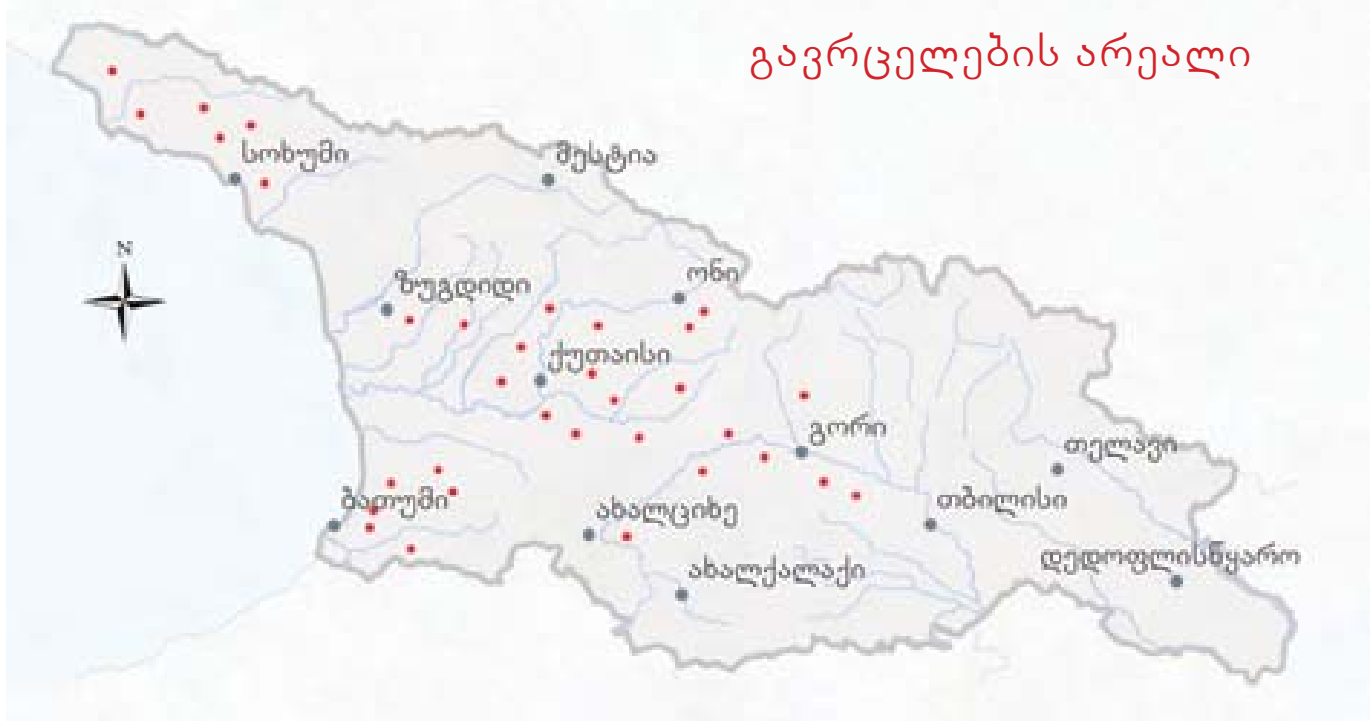 გავრცელების არეალი
სოხუმი
მესტია
N
ზუგდიდი
ონი
ქუთაისი
გორი
თელავი
ბათუმი
ახალციხე
თბილისი
ახალქალაქი
დედოფლისწყარო